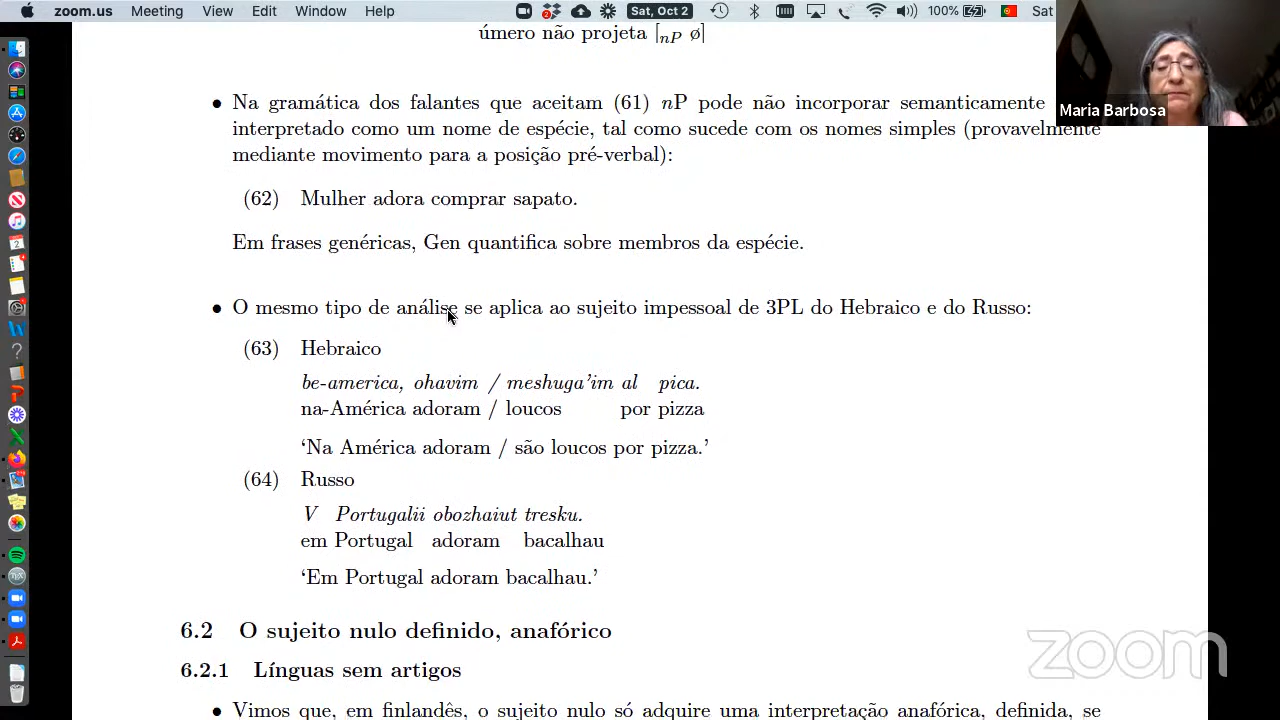 zoom.us Meeting View Edit Window Help Sat, Oct 2 100% Sat
úmero não projeta [nP ø]
• Na gramática dos falantes que aceitam (61) nP pode não incorporar semanticamente
Maria Barbosa
interpretado como um nome de espécie, tal como sucede com os nomes simples (provavelmente
mediante movimento para a posição pré-verbal):
(62) Mulher adora comprar sapato.
Em frases genéricas, Gen quantifica sobre membros da espécie.
• O mesmo tipo de análise se aplica ao sujeito impessoal de 3PL do Hebraico e do Russo:
(63) Hebraico
be-america, ohavim / meshuga'im al pica.
na-América adoram / loucos por pizza
'Na América adoram / são loucos por pizza.'
(64) Russo
V Portugalii obozhaiut tresku.
em Portugal adoram bacalhau
'Em Portugal adoram bacalhau.'
6.2 O sujeito nulo definido, anafórico
6.2.1 Línguas sem artigos
• Vimos que, em finlandês, o sujeito nulo só adquire uma interpretação anafórica, definida, se
zoom